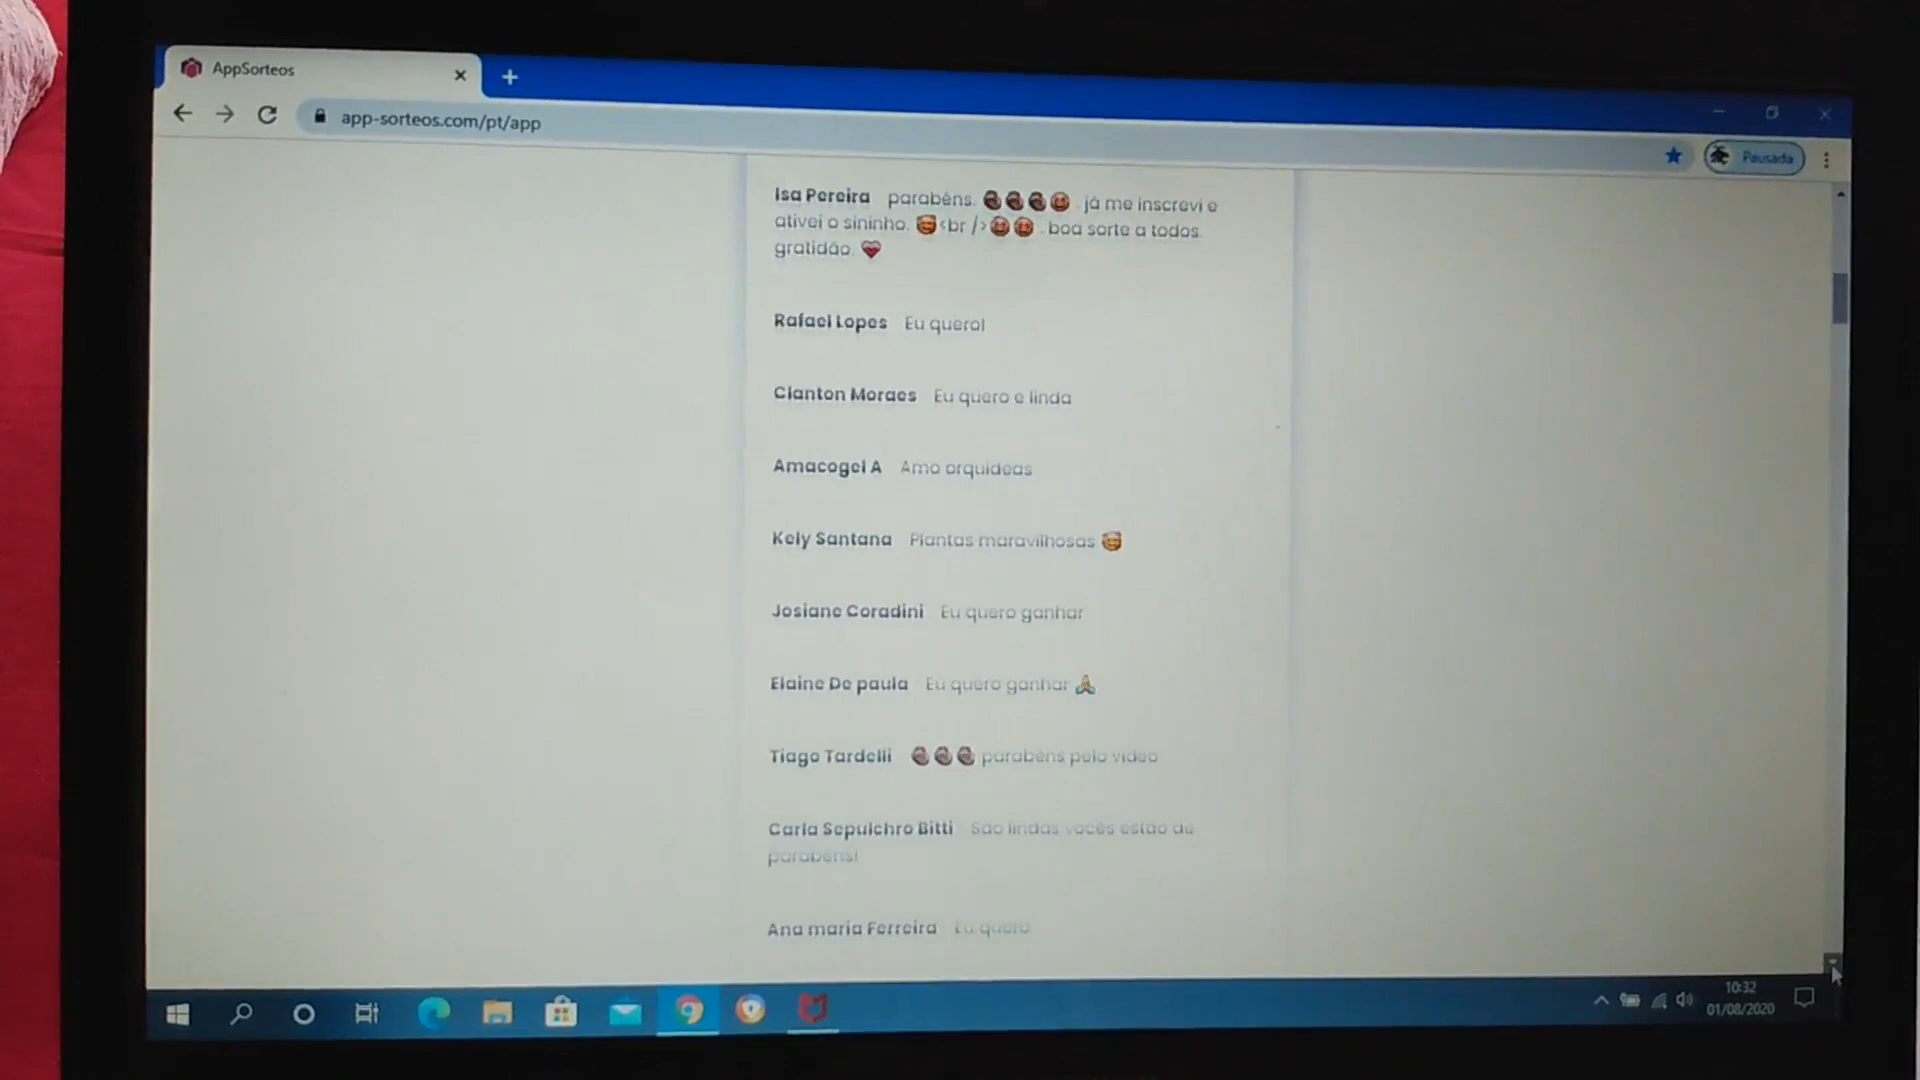 AppSorteos
app-sorteos.com/pt/app
Pausada
Isa Pereira parabéns. 👏👏👏😍 . já me inscrevi e
ativei o sininho. 🥰<br />😍😍 . boa sorte a todos.
gratidão. 💗
Rafael Lopes Eu quero!
Clanton Moraes Eu quero e linda
Amacogel A Amo orquideas
Kely Santana Plantas maravilhosas 🥰
Josiane Coradini Eu quero ganhar
Elaine De paula Eu quero ganhar 🙏
Tiago Tardelli 👏👏👏 parabéns pelo vídeo
Carla Sepulchro Bitti São lindas vocês estão de
parabéns!
Ana maria Ferreira Eu quero
10:32
01/08/2020